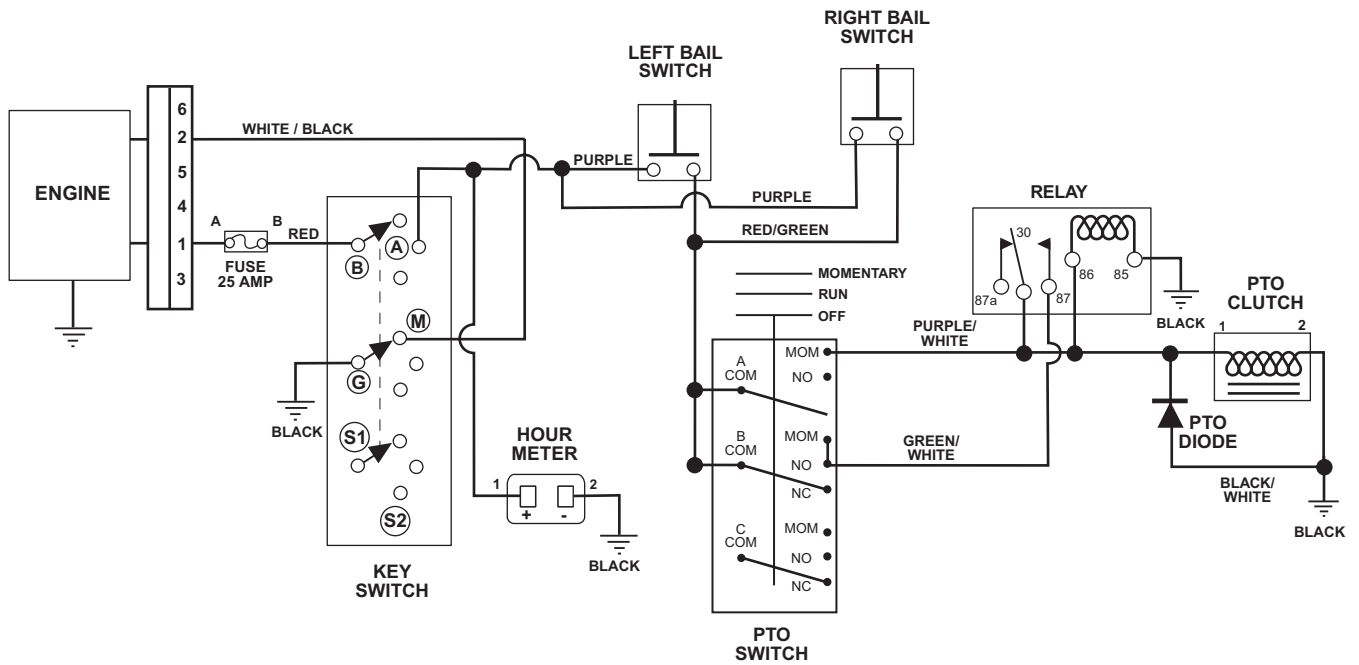 RIGHT BAIL
SWITCH
LEFT BAIL
SWITCH
6
2
5
4
1
3
WHITE / BLACK
ENGINE
A
B
RED
FUSE
25 AMP
B
A
M
G
BLACK
S1
S2
KEY
SWITCH
PURPLE
PURPLE
RED/GREEN
HOUR
METER
1
2
+
-
BLACK
MOMENTARY
RUN
OFF
A
COM
MOM
NO
B
COM
MOM
NO
NC
C
COM
MOM
NO
NC
PTO
SWITCH
RELAY
30
87a
87
86
85
BLACK
PURPLE/
WHITE
GREEN/
WHITE
PTO
CLUTCH
1
2
PTO
DIODE
BLACK/
WHITE
BLACK